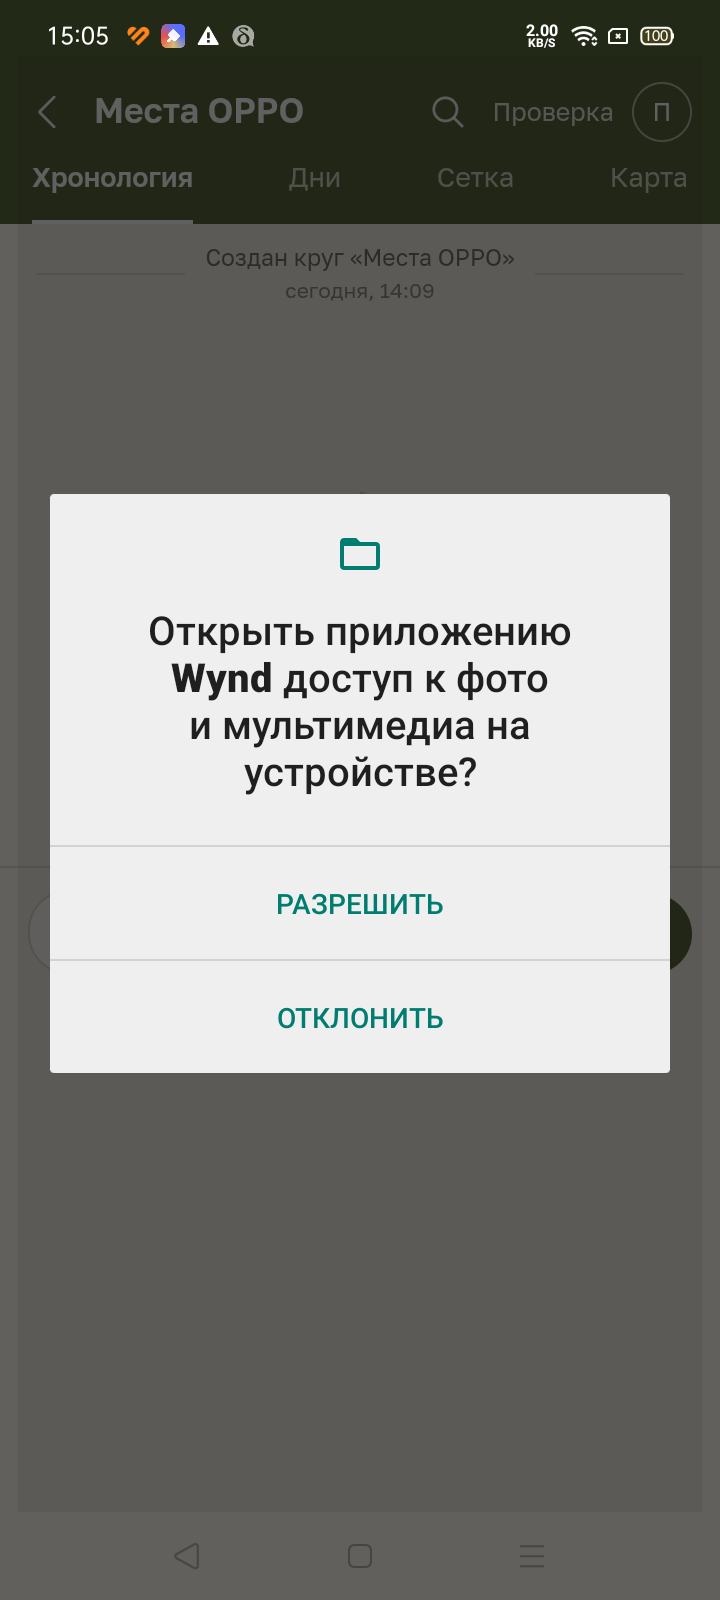 15:05
2.00
KB/S
100
Места OPPO
Проверка
П
Хронология
Дни
Сетка
Карта
Создан круг «Места OPPO»
сегодня, 14:09
Открыть приложению
Wynd доступ к фото
и мультимедиа на
устройстве?
РАЗРЕШИТЬ
ОТКЛОНИТЬ